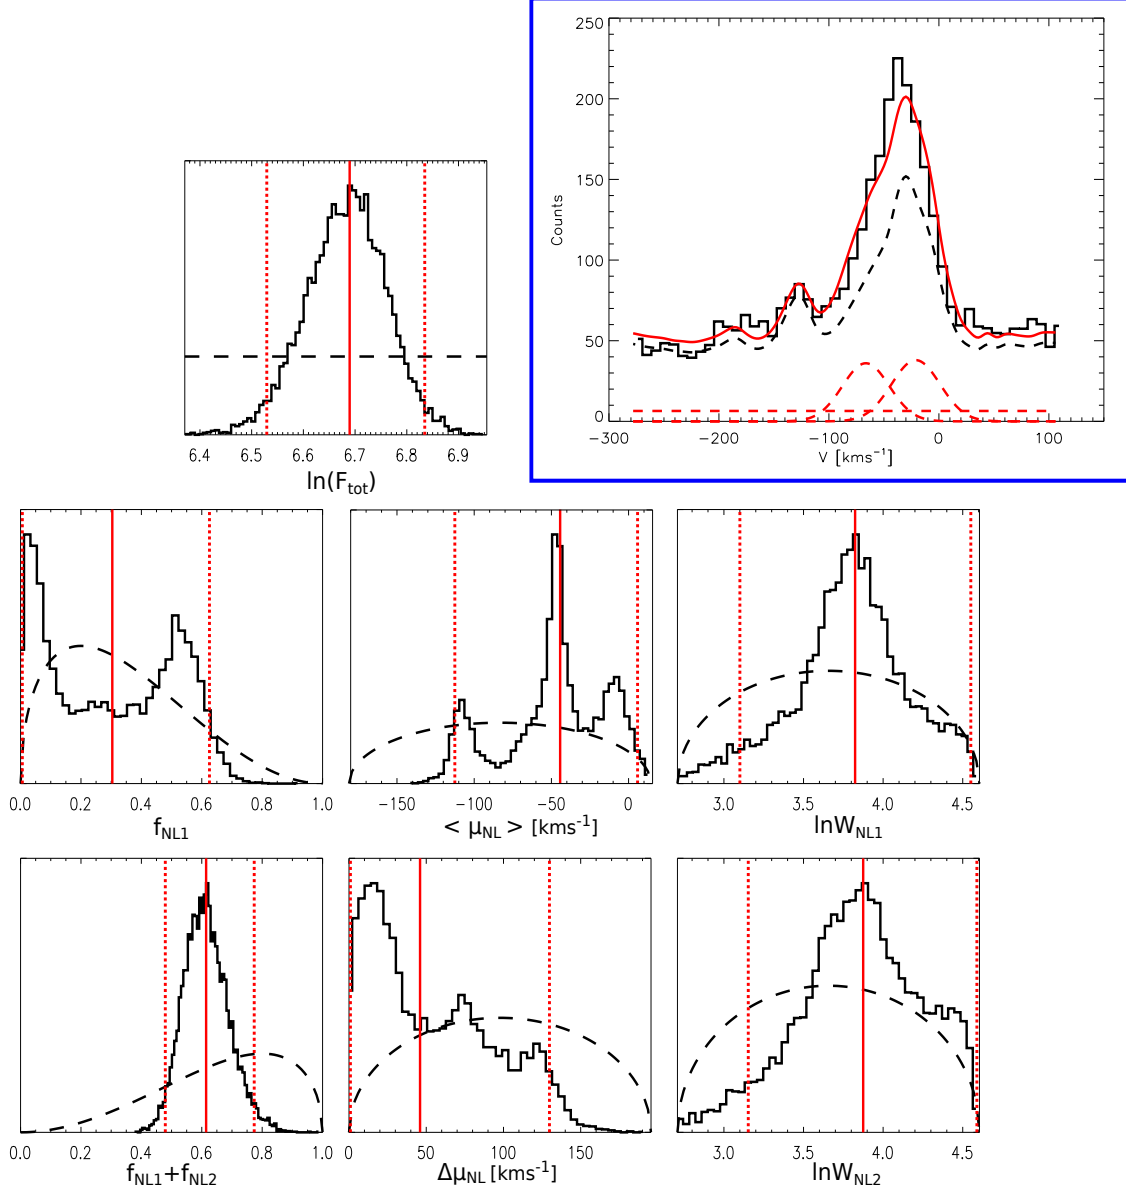 250
200
150
100
50
0
Counts
−300 −200 −100 0 100
V [kms⁻¹]
6.4 6.5 6.6 6.7 6.8 6.9
ln(F_tot)
0.0 0.2 0.4 0.6 0.8 1.0
f_NL1
−150 −100 −50 0
< μ_NL > [kms⁻¹]
3.0 3.5 4.0 4.5
lnW_NL1
0.0 0.2 0.4 0.6 0.8 1.0
f_NL1+f_NL2
0 50 100 150
Δμ_NL [kms⁻¹]
3.0 3.5 4.0 4.5
lnW_NL2